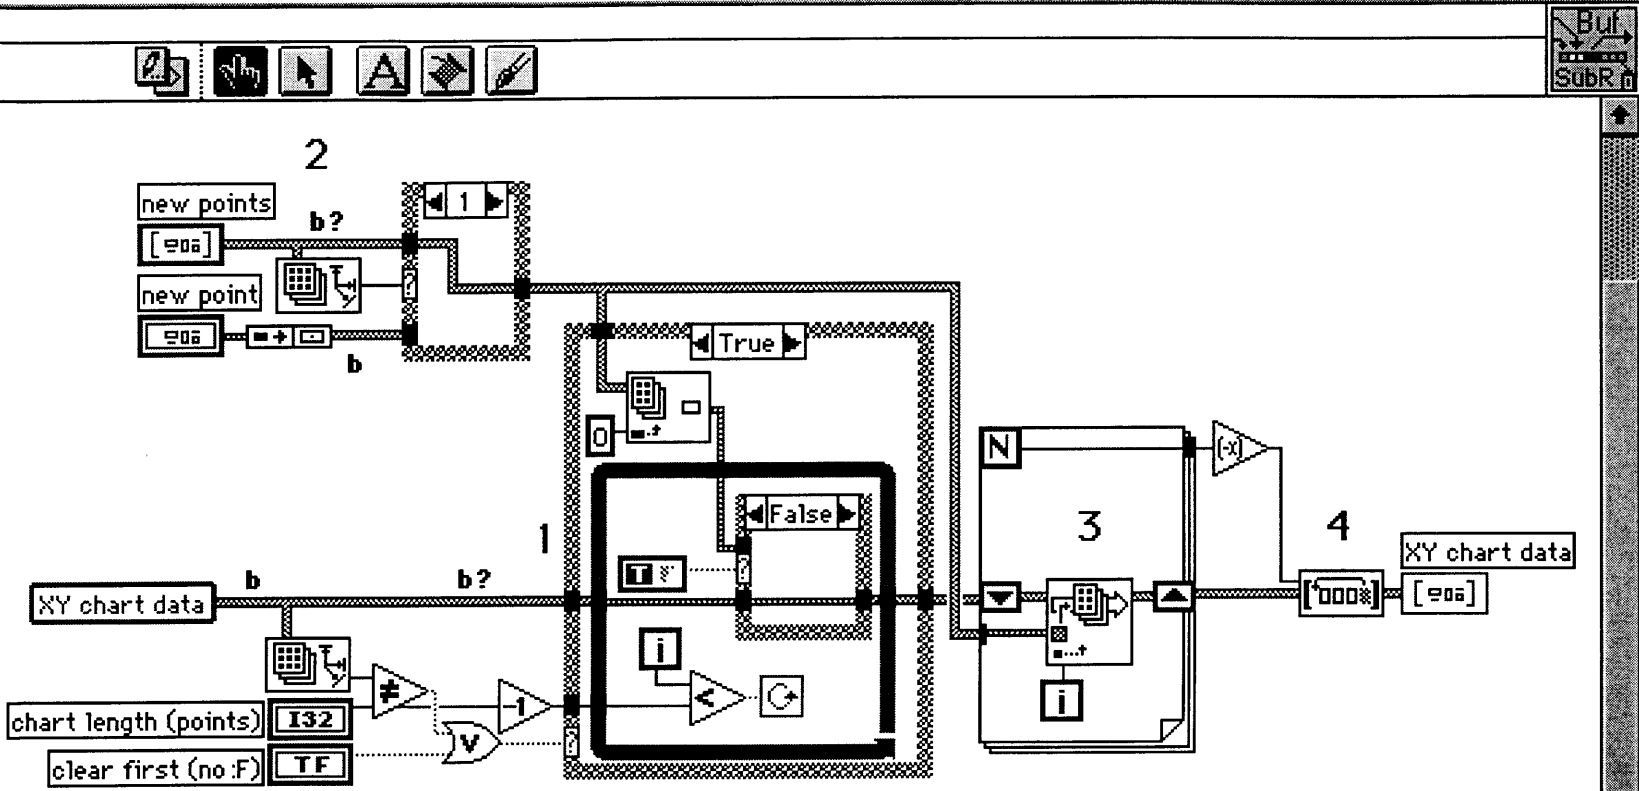 Buf
SubR
A
2
new points
b?
1
new point
b
True
0
N
(-x)
False
1
3
4
XY chart data
T
b
b?
XY chart data
i
i
≠
-1
<
chart length (points)
I32
V
?
clear first (no:F)
TF